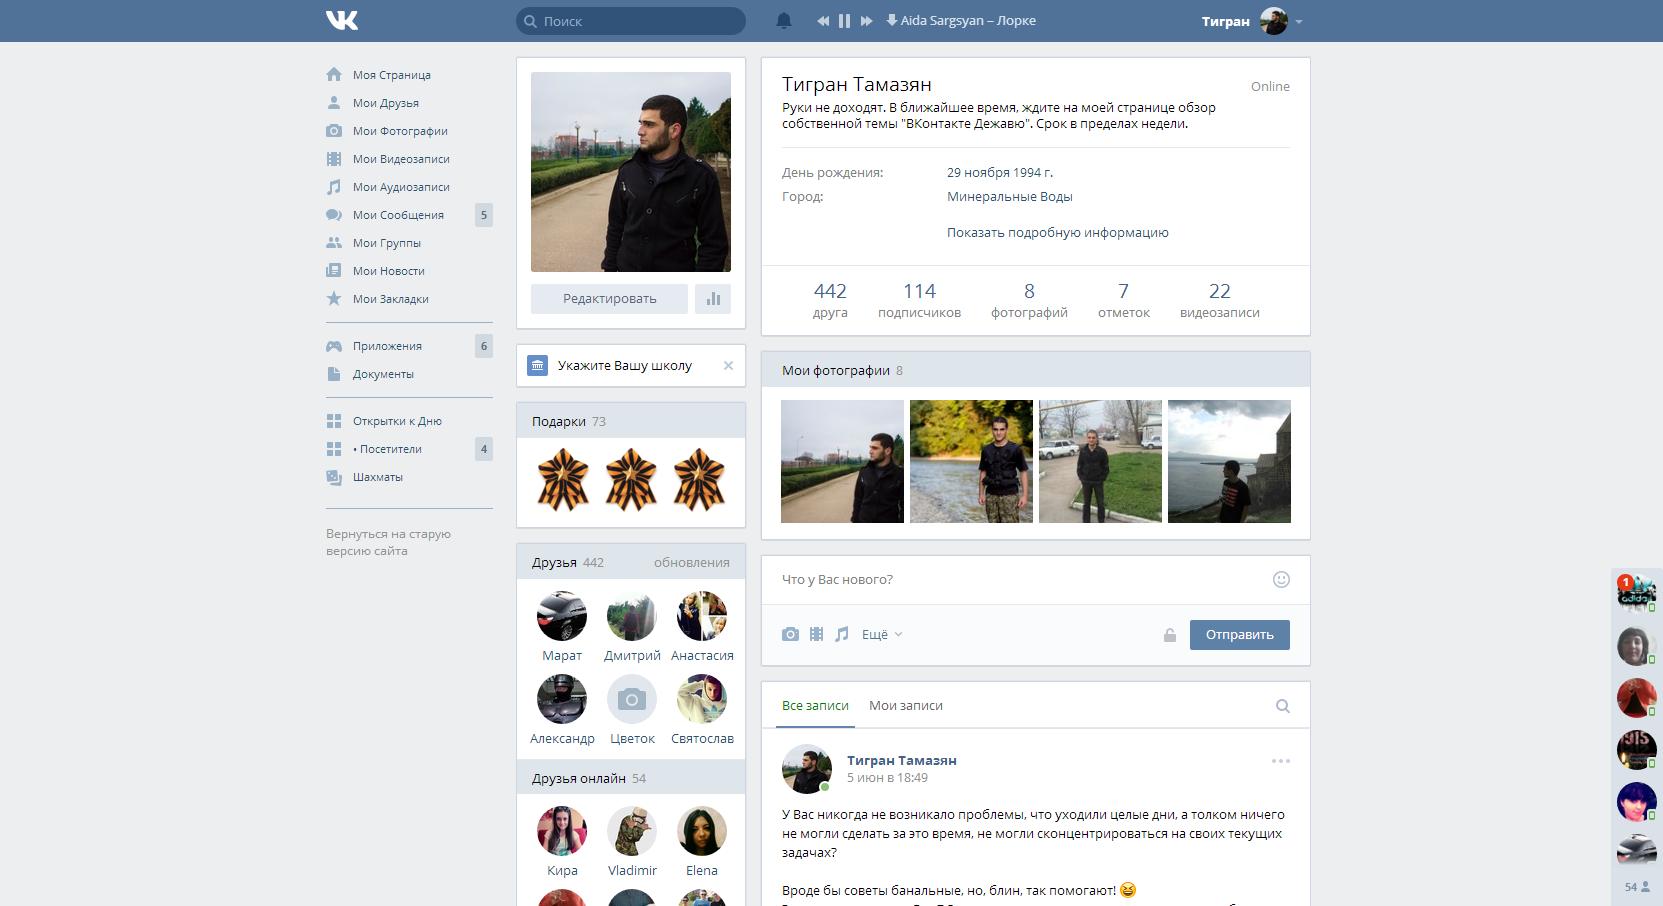 Поиск
Aida Sargsyan – Лорке
Тигран
Моя Страница
Мои Друзья
Мои Фотографии
Мои Видеозаписи
Мои Аудиозаписи
Мои Сообщения 5
Мои Группы
Мои Новости
Мои Закладки
Приложения 6
Документы
Открытки к Дню
• Посетители 4
Шахматы
Вернуться на старую
версию сайта
Редактировать
Укажите Вашу школу
Подарки 73
Друзья 442 обновления
Марат Дмитрий Анастасия
Александр Цветок Святослав
Друзья онлайн 54
Кира Vladimir Elena
Тигран Тамазян
Online
Руки не доходят. В ближайшее время, ждите на моей странице обзор
собственной темы "ВКонтакте Дежавю". Срок в пределах недели.
День рождения: 29 ноября 1994 г.
Город: Минеральные Воды
Показать подробную информацию
442 114 8 7 22
друга подписчиков фотографий отметок видеозаписи
Мои фотографии 8
Что у Вас нового?
Ещё
Отправить
Все записи Мои записи
Тигран Тамазян
5 июн в 18:49
У Вас никогда не возникало проблемы, что уходили целые дни, а толком ничего
не могли сделать за это время, не могли сконцентрироваться на своих текущих
задачах?
Вроде бы советы банальные, но, блин, так помогают! 😆
1
adidas
1315
54